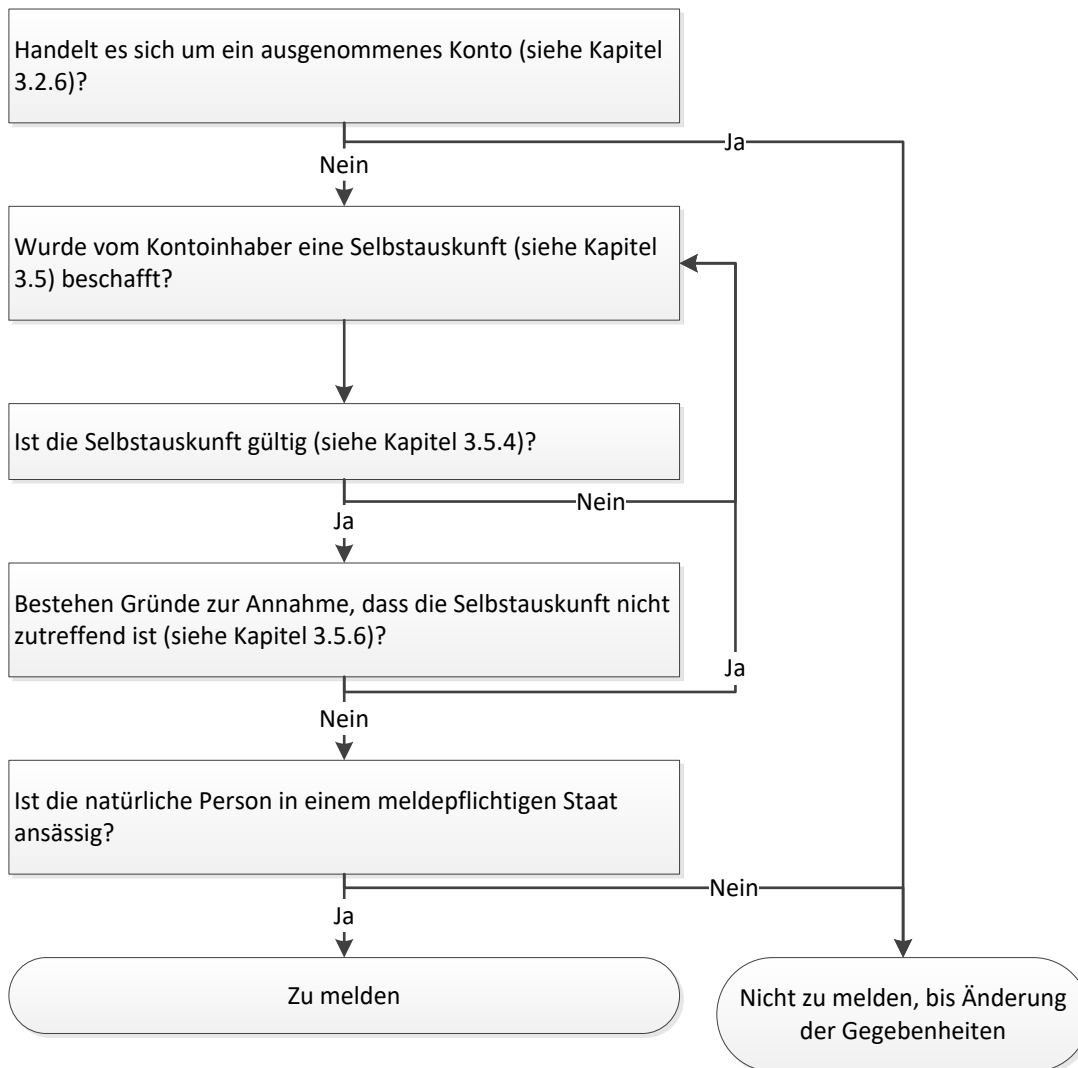 Handelt es sich um ein ausgenommenes Konto (siehe Kapitel
3.2.6)?
Ja
Nein
Wurde vom Kontoinhaber eine Selbstauskunft (siehe Kapitel
3.5) beschafft?
Ist die Selbstauskunft gültig (siehe Kapitel 3.5.4)?
Nein
Ja
Bestehen Gründe zur Annahme, dass die Selbstauskunft nicht
zutreffend ist (siehe Kapitel 3.5.6)?
Ja
Nein
Ist die natürliche Person in einem meldepflichtigen Staat
ansässig?
Nein
Ja
Zu melden
Nicht zu melden, bis Änderung
der Gegebenheiten